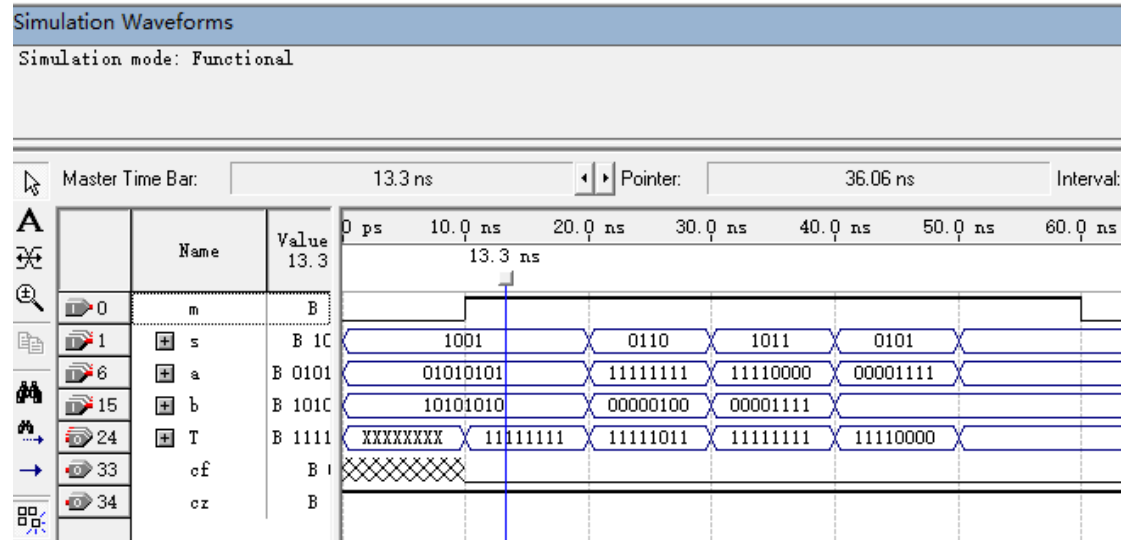 Simulation Waveforms
Simulation mode: Functional
Master Time Bar: 13.3 ns Pointer: 36.06 ns Interval:
Name Value 13.3
0 ps 10.0 ns 20.0 ns 30.0 ns 40.0 ns 50.0 ns 60.0 ns
13.3 ns
A
0 m B
1 s B 10 1001 0110 1011 0101
6 a B 0101 01010101 11111111 11110000 00001111
15 b B 1010 10101010 00000100 00001111
24 T B 1111 XXXXXXXX 11111111 11111011 11111111 11110000
33 cf B
34 cz B